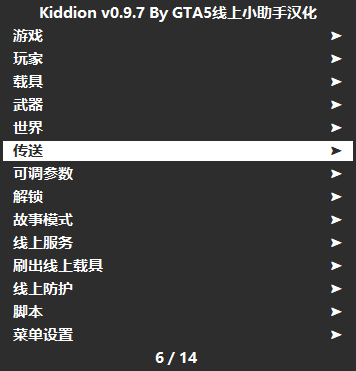 Kiddion v0.9.7 By GTA5线上小助手汉化
游戏
玩家
载具
武器
世界
传送
可调参数
解锁
故事模式
线上服务
刷出线上载具
线上防护
脚本
菜单设置
6 / 14